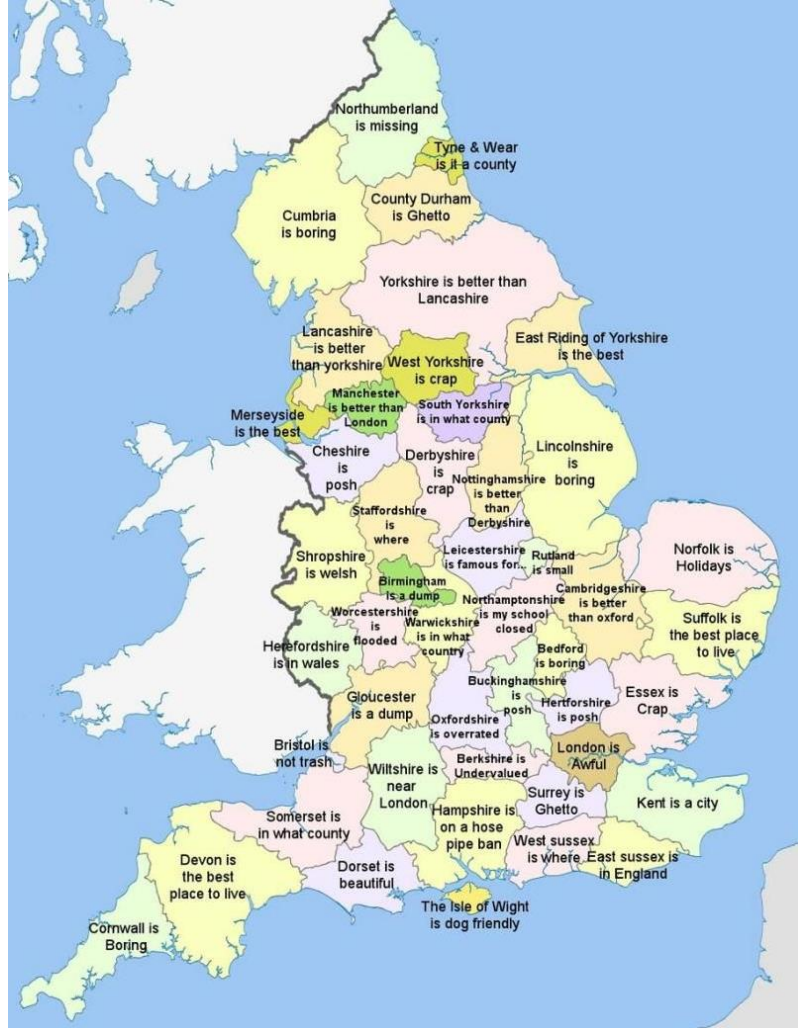 Northumberland
is missing
Tyne & Wear
is it a county
County Durham
is Ghetto
Cumbria
is boring
Yorkshire is better than
Lancashire
Lancashire
is better
than yorkshire
West Yorkshire
is crap
East Riding of Yorkshire
is the best
Manchester
is better than
London
South Yorkshire
is in what county
Merseyside
is the best
Cheshire
is
posh
Derbyshire
is
crap
Nottinghamshire
is better
than
Derbyshire
Lincolnshire
is
boring
Staffordshire
is
where
Shropshire
is welsh
Leicestershire
is famous for...
Rutland
is small
Norfolk is
Holidays
Birmingham
is a dump
Cambridgeshire
is better
than oxford
Northamptonshire
is my school
closed
Worcestershire
is
flooded
Warwickshire
is in what
country
Suffolk is
the best place
to live
Herefordshire
is in wales
Bedford
is boring
Buckinghamshire
is
posh
Hertforshire
is posh
Essex is
Crap
Gloucester
is a dump
Oxfordshire
is overrated
London is
Awful
Bristol is
not trash
Wiltshire is
near
London
Berkshire is
Undervalued
Surrey is
Ghetto
Kent is a city
Somerset is
in what county
Hampshire is
on a hose
pipe ban
West sussex
is where
East sussex is
in England
Devon is
the best
place to live
Dorset is
beautiful
The Isle of Wight
is dog friendly
Cornwall is
Boring